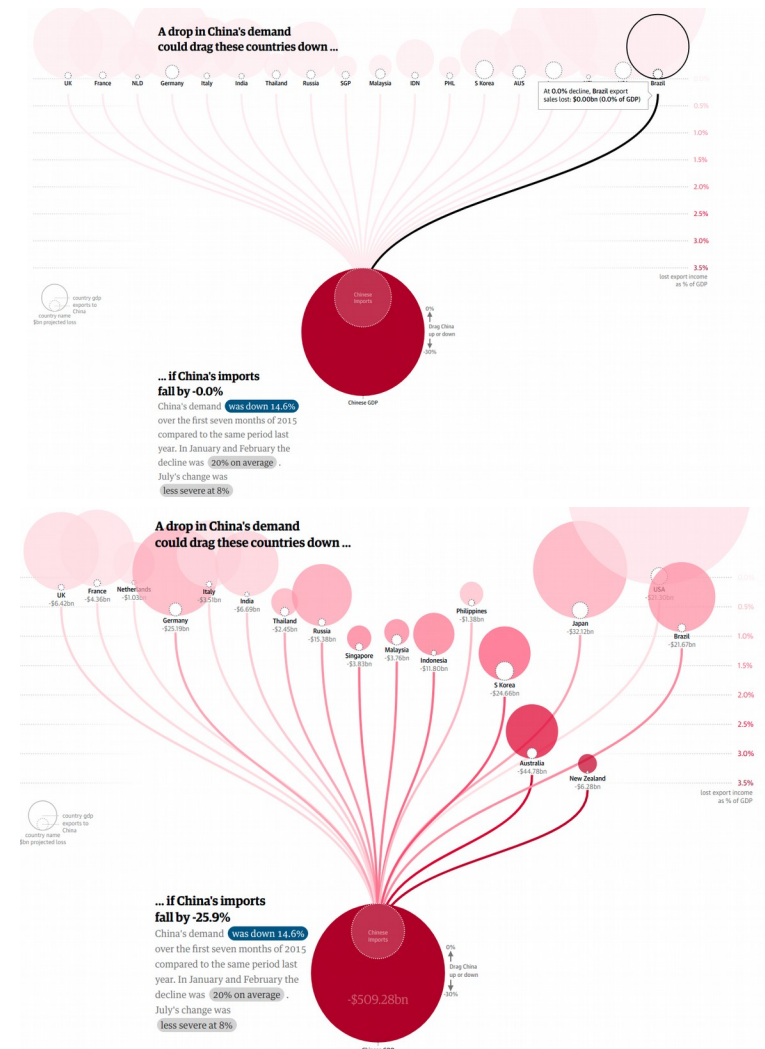 A drop in China's demand
could drag these countries down ...
UK France NLD Germany Italy India Thailand Russia SGP Malaysia IDN PHL S Korea AUS Brazil
At 0.0% decline, Brazil export
sales lost: $0.00bn (0.0% of GDP)
0.5%
1.0%
1.5%
2.0%
2.5%
3.0%
3.5%
lost export income
as % of GDP
country gdp
exports to
China
country name
$bn projected loss
Chinese
imports
0%
Drag China
up or down
-30%
Chinese GDP
... if China's imports
fall by -0.0%
China's demand was down 14.6%
over the first seven months of 2015
compared to the same period last
year. In January and February the
decline was 20% on average .
July's change was
less severe at 8%
A drop in China's demand
could drag these countries down ...
UK
-$6.42bn
France
-$4.36bn
Netherlands
-$1.03bn
Germany
-$25.19bn
Italy
-$3.51bn
India
-$6.69bn
Thailand
-$2.45bn
Russia
-$15.38bn
Singapore
-$3.83bn
Malaysia
-$3.76bn
Indonesia
-$11.80bn
Philippines
-$1.38bn
S Korea
-$24.66bn
Australia
-$44.78bn
Japan
-$32.12bn
New Zealand
-$6.28bn
USA
Brazil
-$21.67bn
0.5%
1.0%
1.5%
2.0%
2.5%
3.0%
3.5%
lost export income
as % of GDP
country gdp
exports to
China
country name
$bn projected loss
Chinese
imports
-$509.28bn
0%
Drag China
up or down
-30%
Chinese GDP
... if China's imports
fall by -25.9%
China's demand was down 14.6%
over the first seven months of 2015
compared to the same period last
year. In January and February the
decline was 20% on average .
July's change was
less severe at 8%